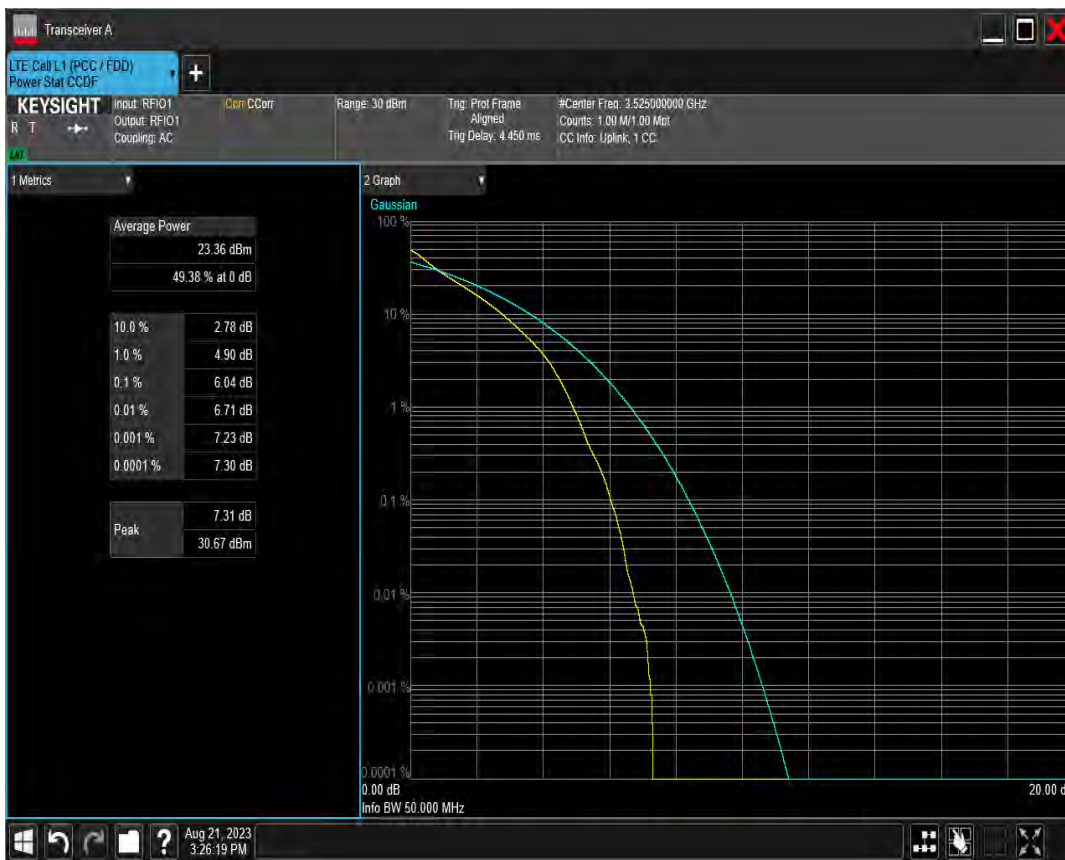 Transceiver A
LTE Cell L1 (PCC / FDD)
Power Stat CCDF
+
KEYSIGHT
R T
LNI
Input: RFIO1
Output: RFIO1
Coupling: AC
Corr CCorr
Range: 30 dBm
Trig: Prot Frame
Aligned
Trig Delay: 4.450 ms
#Center Freq: 3.525000000 GHz
Counts: 1.00 M/1.00 Mpt
CC Info: Uplink, 1 CC
1 Metrics
Average Power
23.36 dBm
49.38 % at 0 dB
10.0 % 2.78 dB
1.0 % 4.90 dB
0.1 % 6.04 dB
0.01 % 6.71 dB
0.001 % 7.23 dB
0.0001 % 7.30 dB
Peak
7.31 dB
30.67 dBm
2 Graph
Gaussian
100 %
10 %
1 %
0.1 %
0.01 %
0.001 %
0.0001 %
0.00 dB
20.00 d
Info BW 50.000 MHz
?
Aug 21, 2023
3:26:19 PM